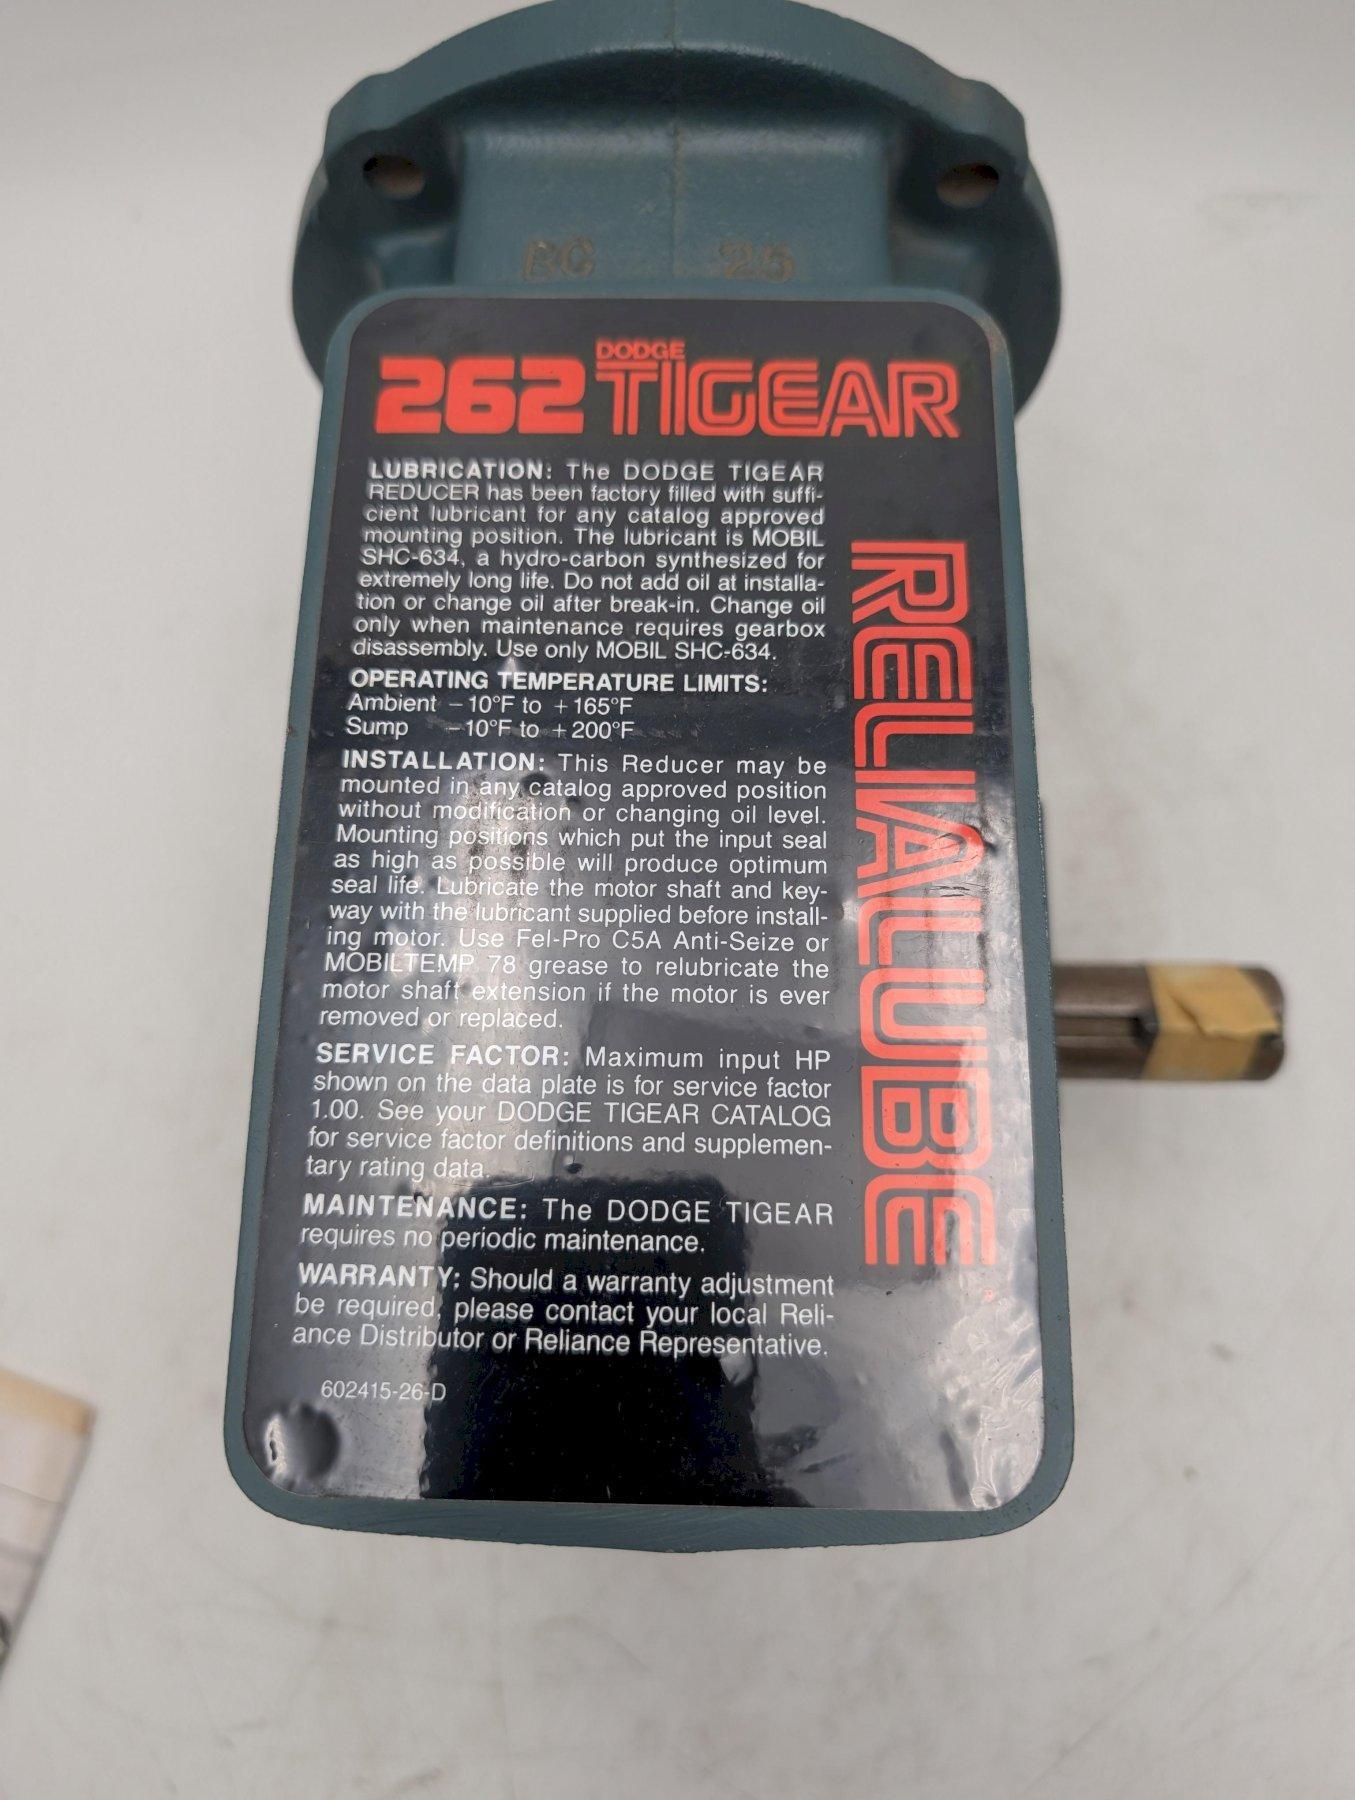 BC 25
262 DODGE TIGEAR
LUBRICATION: The DODGE TIGEAR
REDUCER has been factory filled with suffi-
cient lubricant for any catalog approved
mounting position. The lubricant is MOBIL
SHC-634, a hydro-carbon synthesized for
extremely long life. Do not add oil at installa-
tion or change oil after break-in. Change oil
only when maintenance requires gearbox
disassembly. Use only MOBIL SHC-634.
OPERATING TEMPERATURE LIMITS:
Ambient −10°F to +165°F
Sump −10°F to +200°F
INSTALLATION: This Reducer may be
mounted in any catalog approved position
without modification or changing oil level.
Mounting positions which put the input seal
as high as possible will produce optimum
seal life. Lubricate the motor shaft and key-
way with the lubricant supplied before install-
ing motor. Use Fel-Pro C5A Anti-Seize or
MOBILTEMP 78 grease to relubricate the
motor shaft extension if the motor is ever
removed or replaced.
SERVICE FACTOR: Maximum input HP
shown on the data plate is for service factor
1.00. See your DODGE TIGEAR CATALOG
for service factor definitions and supplemen-
tary rating data.
MAINTENANCE: The DODGE TIGEAR
requires no periodic maintenance.
WARRANTY: Should a warranty adjustment
be required, please contact your local Reli-
ance Distributor or Reliance Representative.
602415-26-D
RELIALUBE